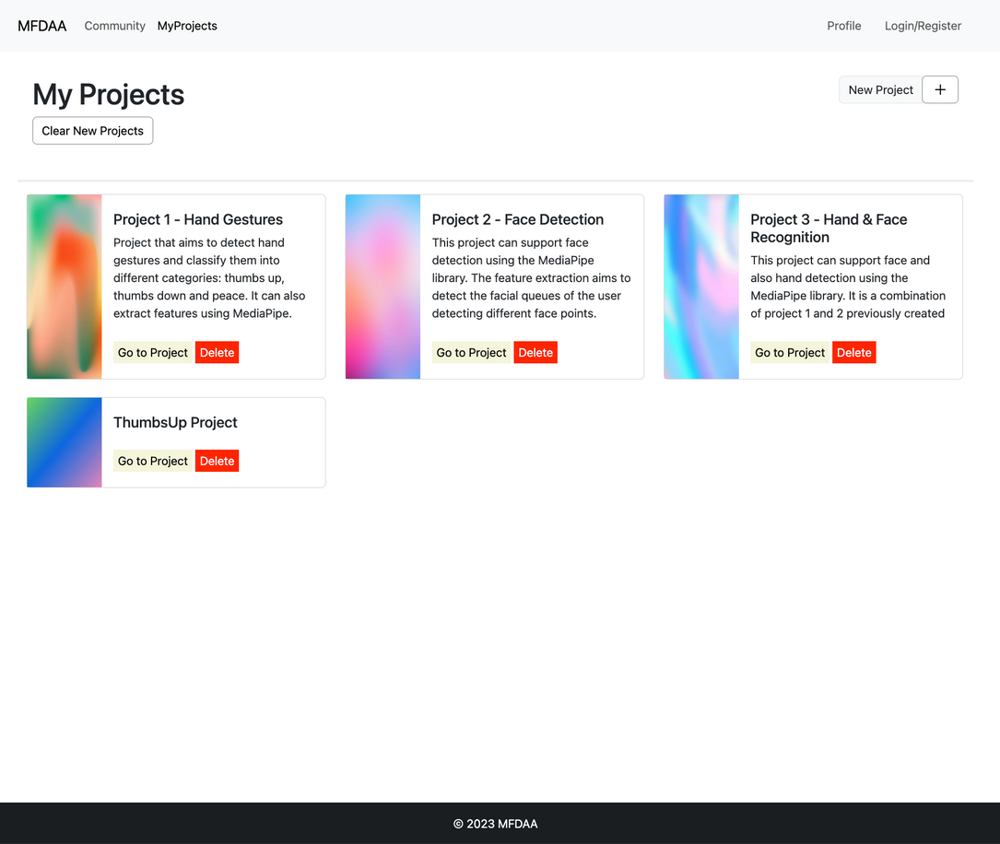 MFDAA Community MyProjects Profile Login/Register
My Projects
New Project +
Clear New Projects
Project 1 - Hand Gestures
Project that aims to detect hand
gestures and classify them into
different categories: thumbs up,
thumbs down and peace. It can also
extract features using MediaPipe.
Go to Project Delete
Project 2 - Face Detection
This project can support face
detection using the MediaPipe
library. The feature extraction aims to
detect the facial queues of the user
detecting different face points.
Go to Project Delete
Project 3 - Hand & Face
Recognition
This project can support face and
also hand detection using the
MediaPipe library. It is a combination
of project 1 and 2 previously created
Go to Project Delete
ThumbsUp Project
Go to Project Delete
© 2023 MFDAA